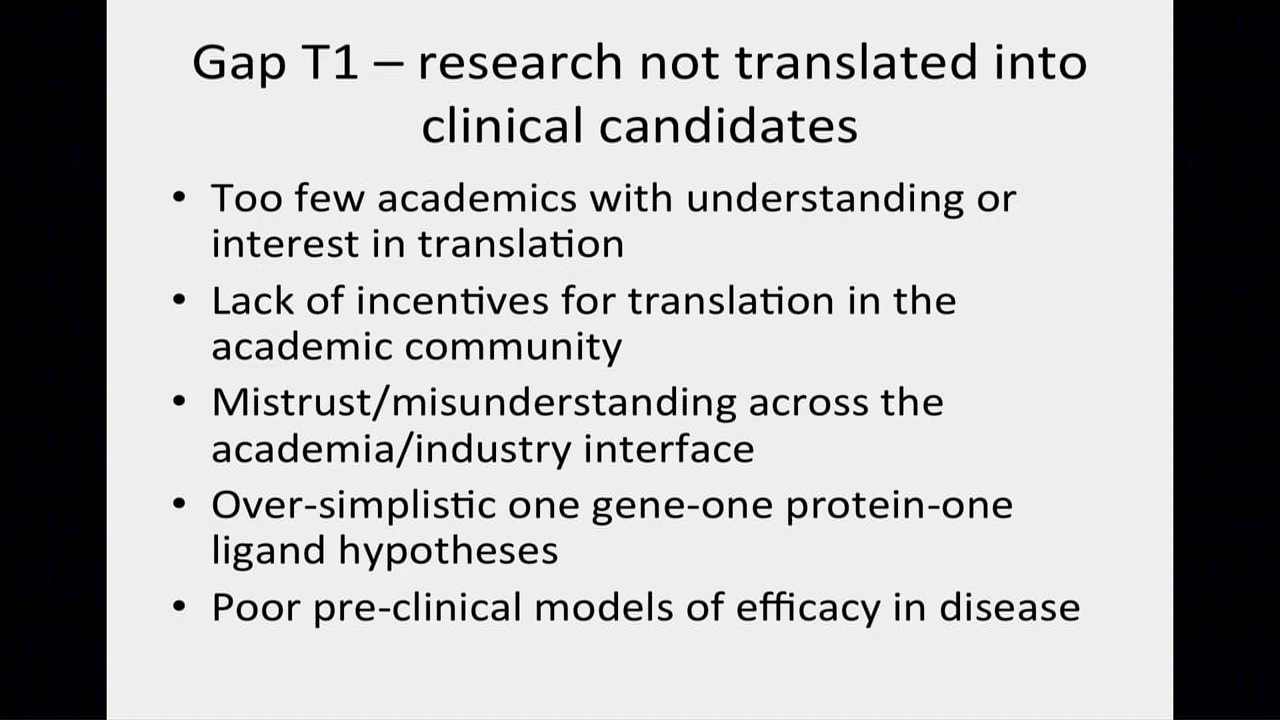 Gap T1 – research not translated into
clinical candidates
• Too few academics with understanding or
interest in translation
• Lack of incentives for translation in the
academic community
• Mistrust/misunderstanding across the
academia/industry interface
• Over-simplistic one gene-one protein-one
ligand hypotheses
• Poor pre-clinical models of efficacy in disease